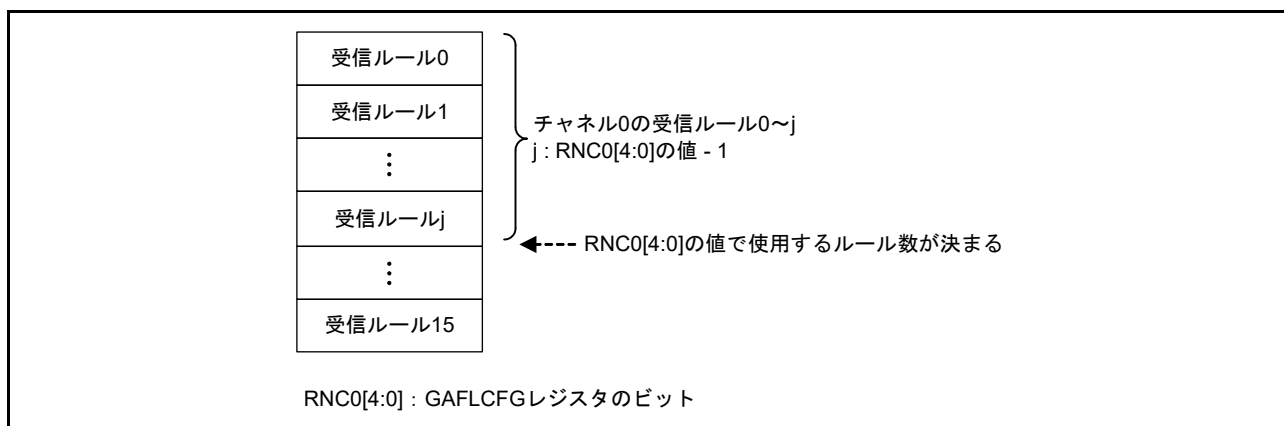 受信ルール0
受信ルール1
⋮
受信ルールj
⋮
受信ルール15
チャネル0の受信ルール0～j
j : RNC0[4:0]の値 - 1
RNC0[4:0]の値で使用するルール数が決まる
RNC0[4:0]：GAFLCFGレジスタのビット